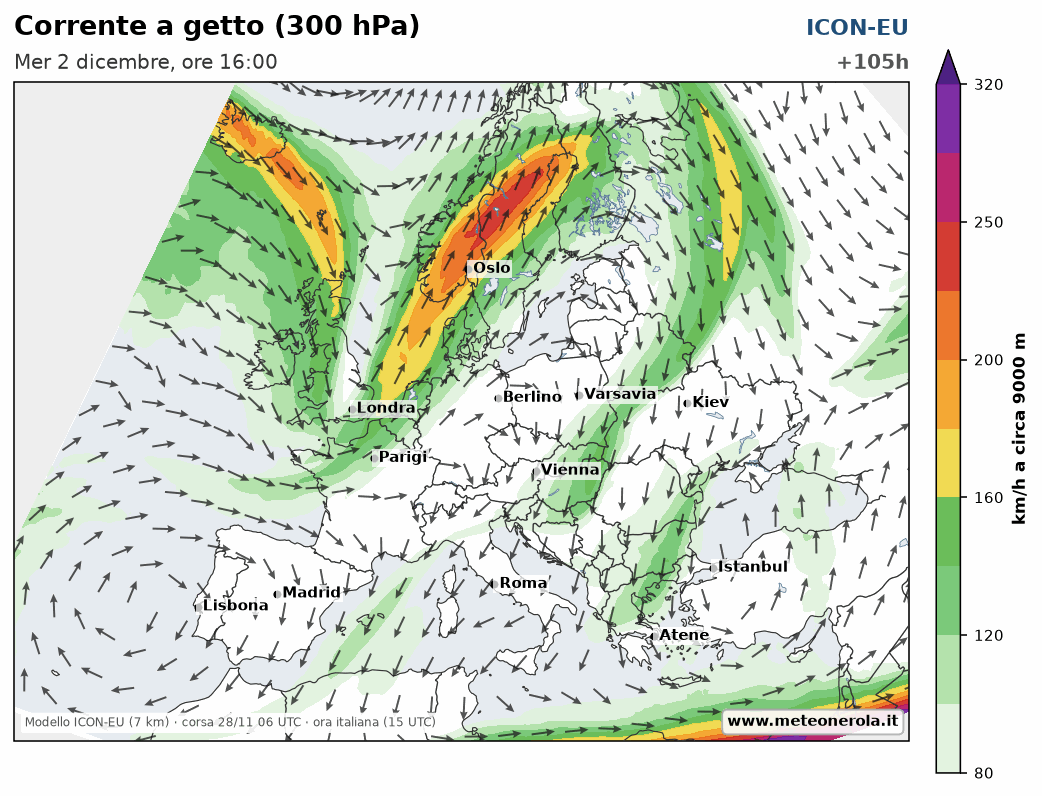 Corrente a getto (300 hPa)
ICON-EU
Mer 2 dicembre, ore 16:00
+105h
320
250
200
160
120
80
km/h a circa 9000 m
Oslo
Londra
Berlino
Varsavia
Kiev
Parigi
Vienna
Istanbul
Roma
Madrid
Lisbona
Atene
Modello ICON-EU (7 km) · corsa 28/11 06 UTC · ora italiana (15 UTC)
www.meteonerola.it